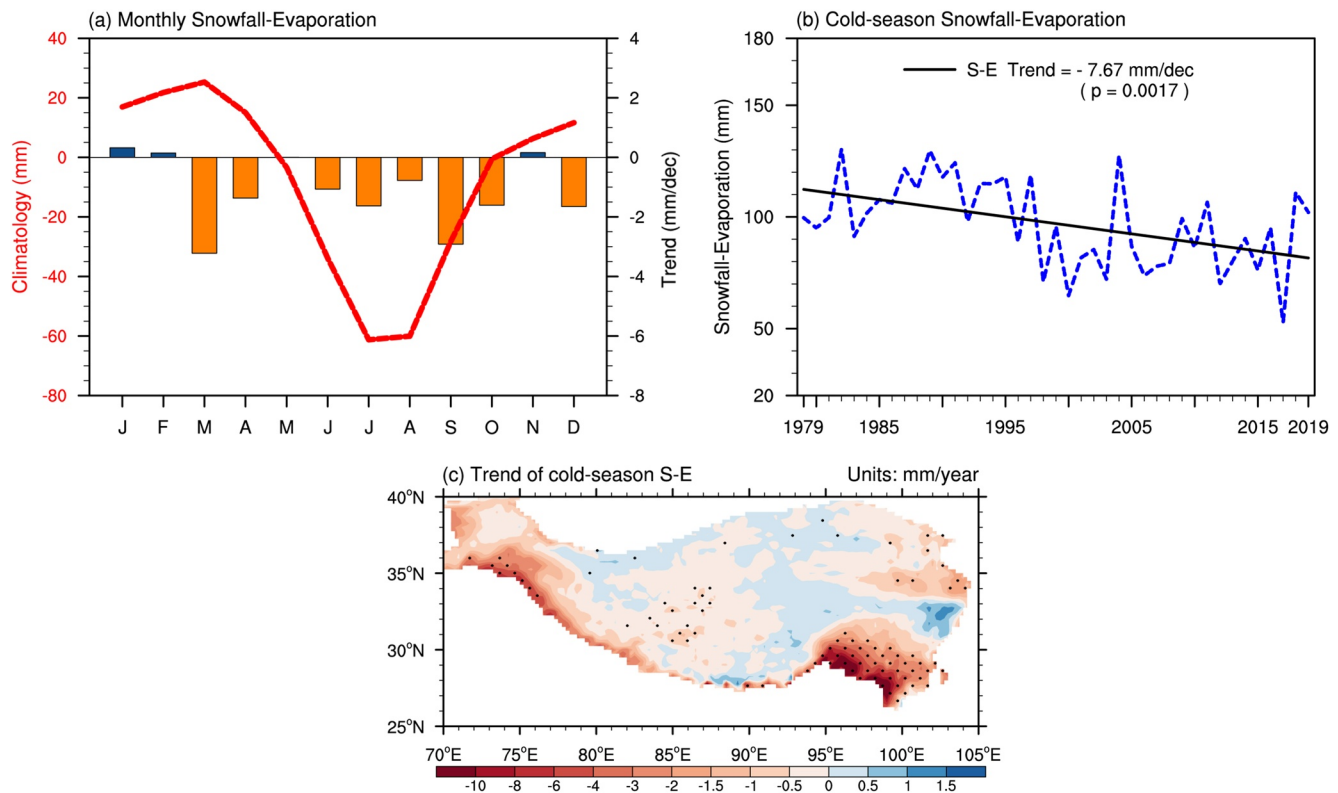 (a) Monthly Snowfall-Evaporation
40
20
0
-20
-40
-60
-80
Climatology (mm)
4
2
0
-2
-4
-6
-8
Trend (mm/dec)
J F M A M J J A S O N D
(b) Cold-season Snowfall-Evaporation
180
150
100
50
20
Snowfall-Evaporation (mm)
S-E Trend = - 7.67 mm/dec
( p = 0.0017 )
1979 1985 1995 2005 2015 2019
(c) Trend of cold-season S-E Units: mm/year
40°N
35°N
30°N
25°N
70°E 75°E 80°E 85°E 90°E 95°E 100°E 105°E
-10 -8 -6 -4 -3 -2 -1.5 -1 -0.5 0 0.5 1 1.5